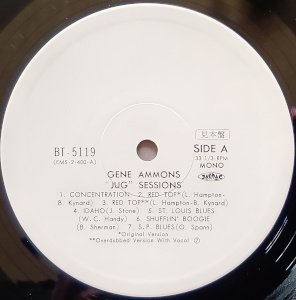 見本盤
BT-5119
(EMS-2-400-A)
SIDE A
33 1/3 RPM
MONO
GENE AMMONS
"JUG" SESSIONS
1. CONCENTRATION 2. RED TOP*(L. Hampton-
B. Kynard) 3. RED TOP**(L. Hampton-B. Kynard)
4. IDAHO(J. Stone) 5. ST. LOUIS BLUES
(W. C. Handy) 6. SHUFFLIN' BOOGIE
(B. Sherman) 7. S.P. BLUES(O. Spann)
*Original Version
**Overdubbed Version With Vocal